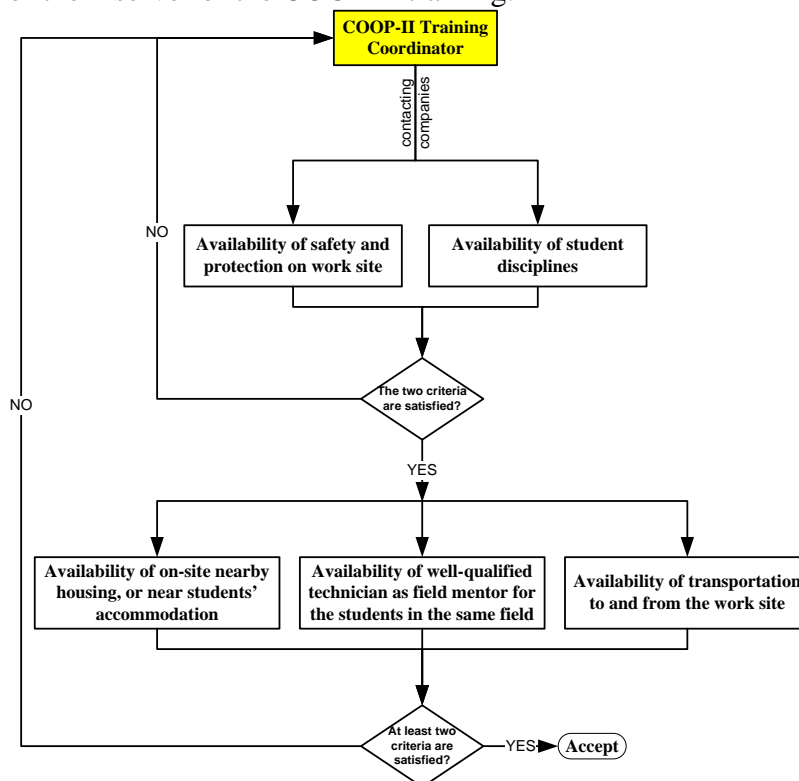 COOP-II Training
Coordinator
contacting
companies
NO
Availability of safety and
protection on work site
Availability of student
disciplines
The two criteria
are satisfied?
NO
YES
Availability of on-site nearby
housing, or near students'
accommodation
Availability of well-qualified
technician as field mentor for
the students in the same field
Availability of transportation
to and from the work site
At least two
criteria are
satisfied?
YES
Accept